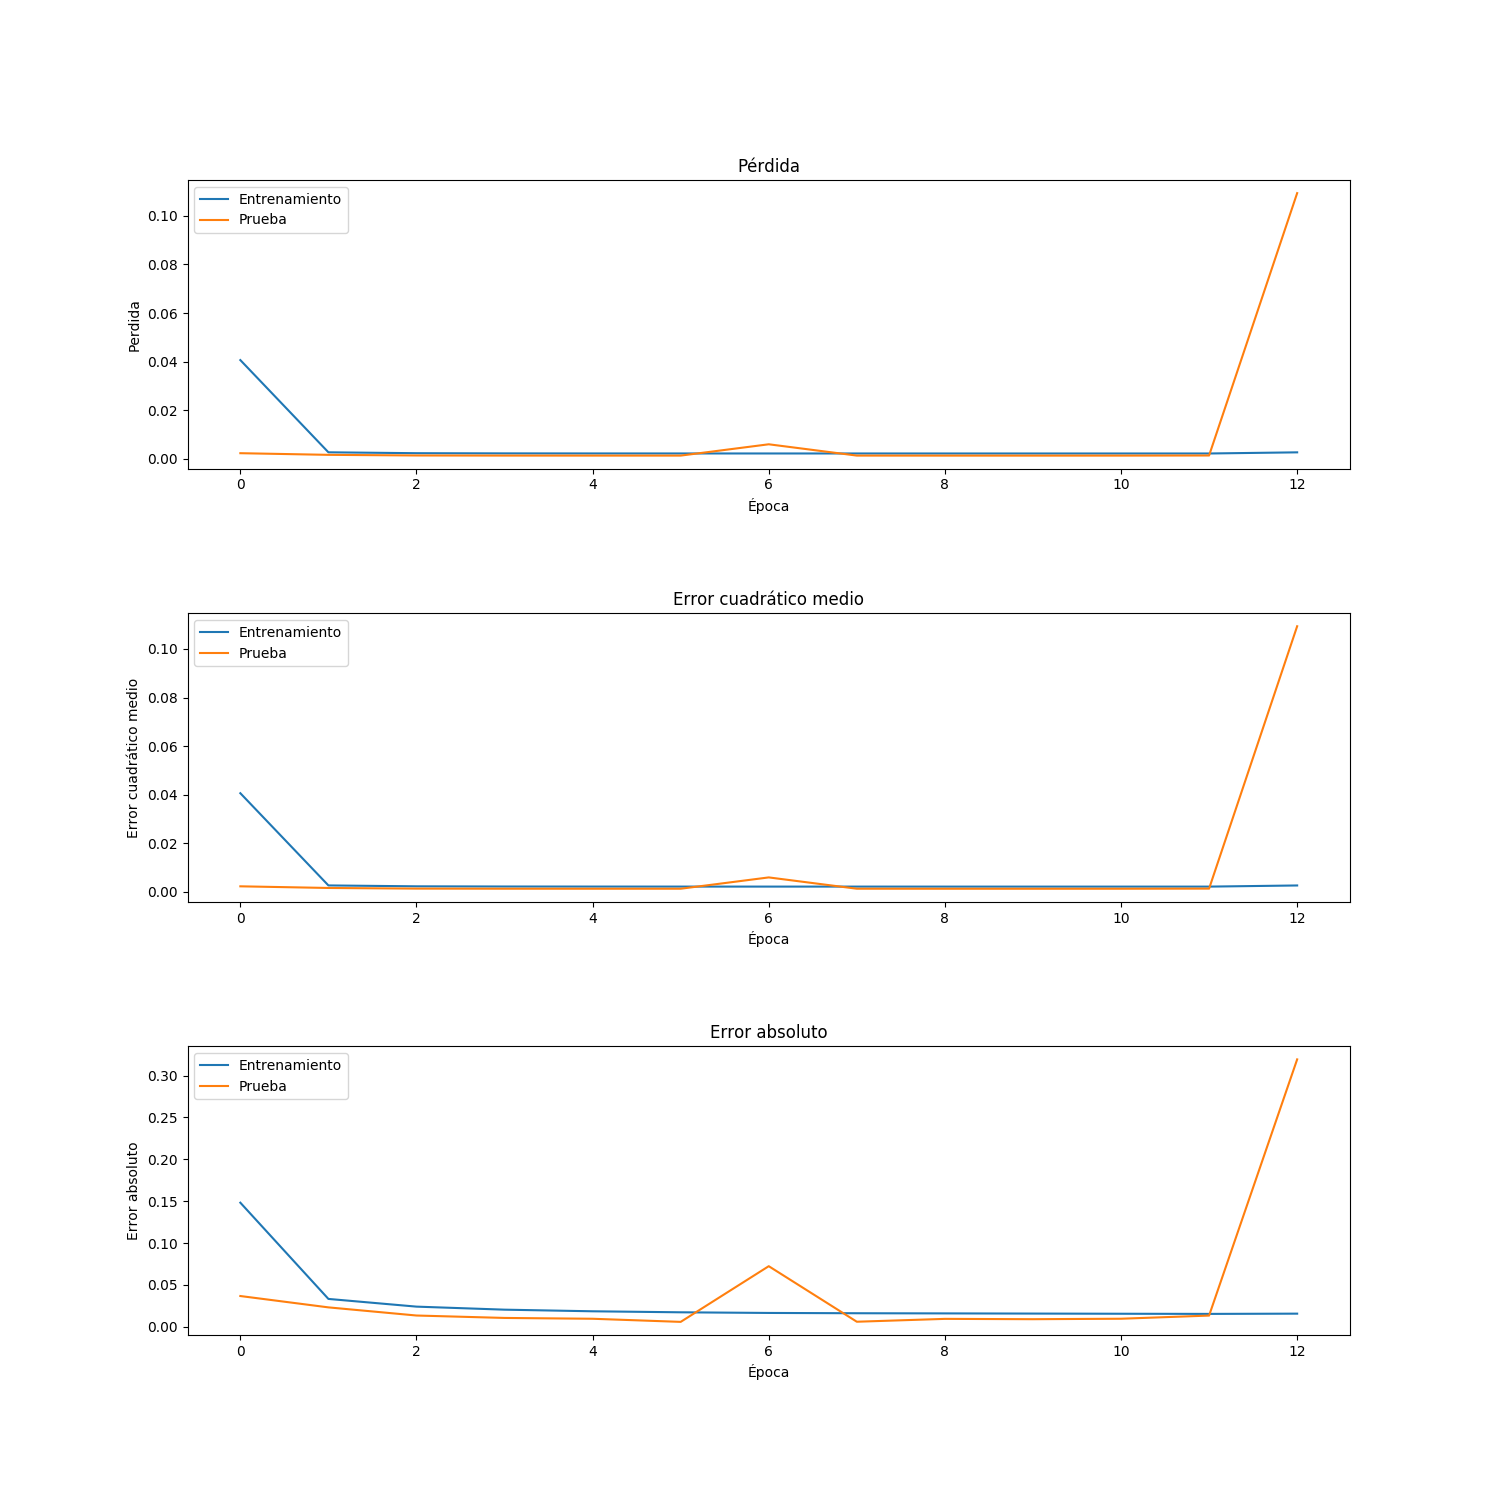 Pérdida
Entrenamiento
Prueba
0.10
0.08
0.06
0.04
0.02
0.00
Perdida
0 2 4 6 8 10 12
Época
Error cuadrático medio
Entrenamiento
Prueba
0.10
0.08
0.06
0.04
0.02
0.00
Error cuadrático medio
0 2 4 6 8 10 12
Época
Error absoluto
Entrenamiento
Prueba
0.30
0.25
0.20
0.15
0.10
0.05
0.00
Error absoluto
0 2 4 6 8 10 12
Época